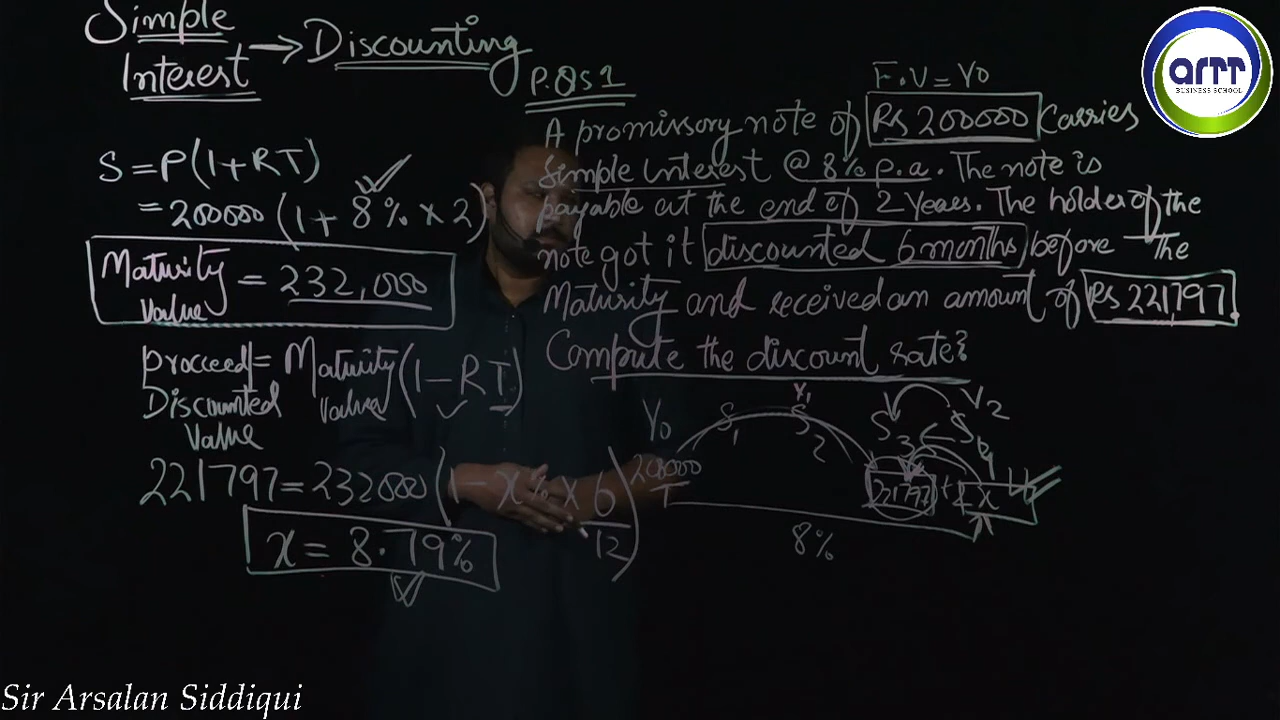 Simple
Interest → Discounting
S = P(1+RT)
= 200000 (1 + 8% × 2)
Maturity Value = 232,000
Proceed = Maturity Value (1 - RT)
Discounted Value
221797 = 232000 (1 - x% × 6/12)
x = 8.79%
P.Qs 1
F.V = Y0
A promissory note of Rs 200000 Carries
Simple Interest @ 8% p.a. The note is
payable at the end of 2 Years. The holder of the
note got it discounted 6 months before The
Maturity and received an amount of Rs 221,797.
Compute the discount rate?
Y0 S1 Y1 S2 S3 S4 Y2
200000 221797 x
8%
artt
BUSINESS SCHOOL
Sir Arsalan Siddiqui